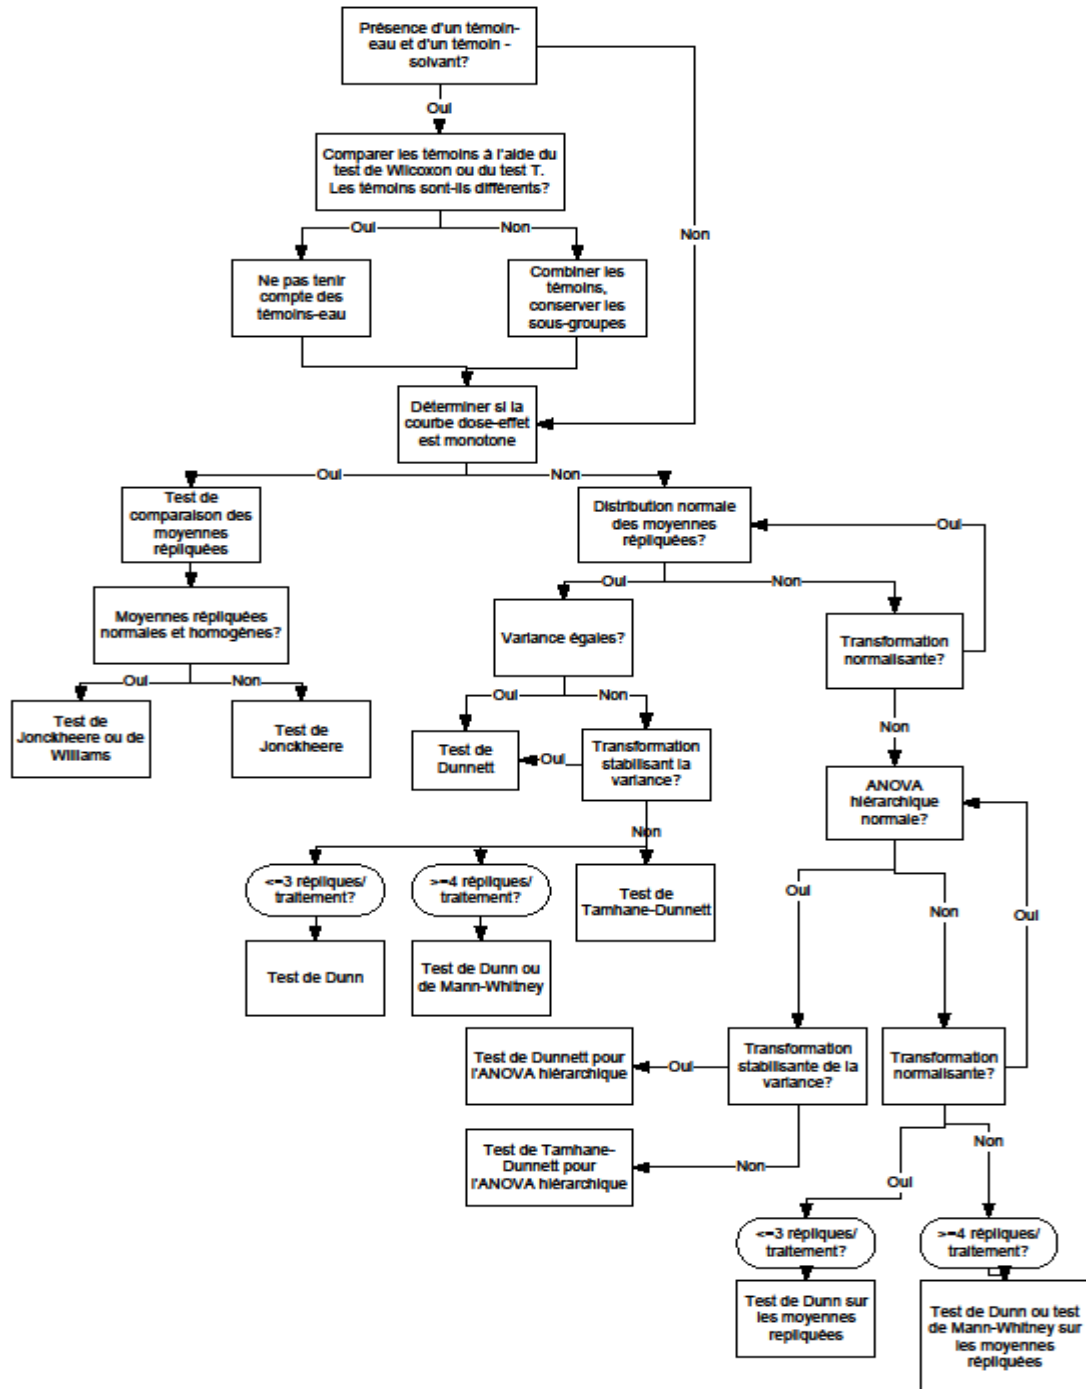 Présence d'un témoin-
eau et d'un témoin -
solvant?
Oui
Comparer les témoins à l'aide du
test de Wilcoxon ou du test T.
Les témoins sont-ils différents?
Oui
Non
Non
Ne pas tenir
compte des
témoins-eau
Combiner les
témoins,
conserver les
sous-groupes
Déterminer si la
courbe dose-effet
est monotone
Oui
Non
Test de
comparaison des
moyennes
répliquées
Distribution normale
des moyennes
répliquées?
Oui
Oui
Non
Moyennes répliquées
normales et homogènes?
Variance égales?
Transformation
normalisante?
Oui
Non
Oui
Non
Non
Test de
Jonckheere ou de
Williams
Test de
Jonckheere
Test de
Dunnett
Oui
Transformation
stabilisant la
variance?
ANOVA
hiérarchique
normale?
Non
<=3 répliques/
traitement?
>=4 répliques/
traitement?
Test de
Tamhane-Dunnett
Oui
Non
Oui
Test de Dunn
Test de Dunn ou
de Mann-Whitney
Test de Dunnett pour
l'ANOVA hiérarchique
Oui
Transformation
stabilisante de la
variance?
Transformation
normalisante?
Test de Tamhane-
Dunnett pour
l'ANOVA hiérarchique
Non
Oui
Non
<=3 répliques/
traitement?
>=4 répliques/
traitement?
Test de Dunn sur
les moyennes
repliquées
Test de Dunn ou test
de Mann-Whitney sur
les moyennes
répliquées